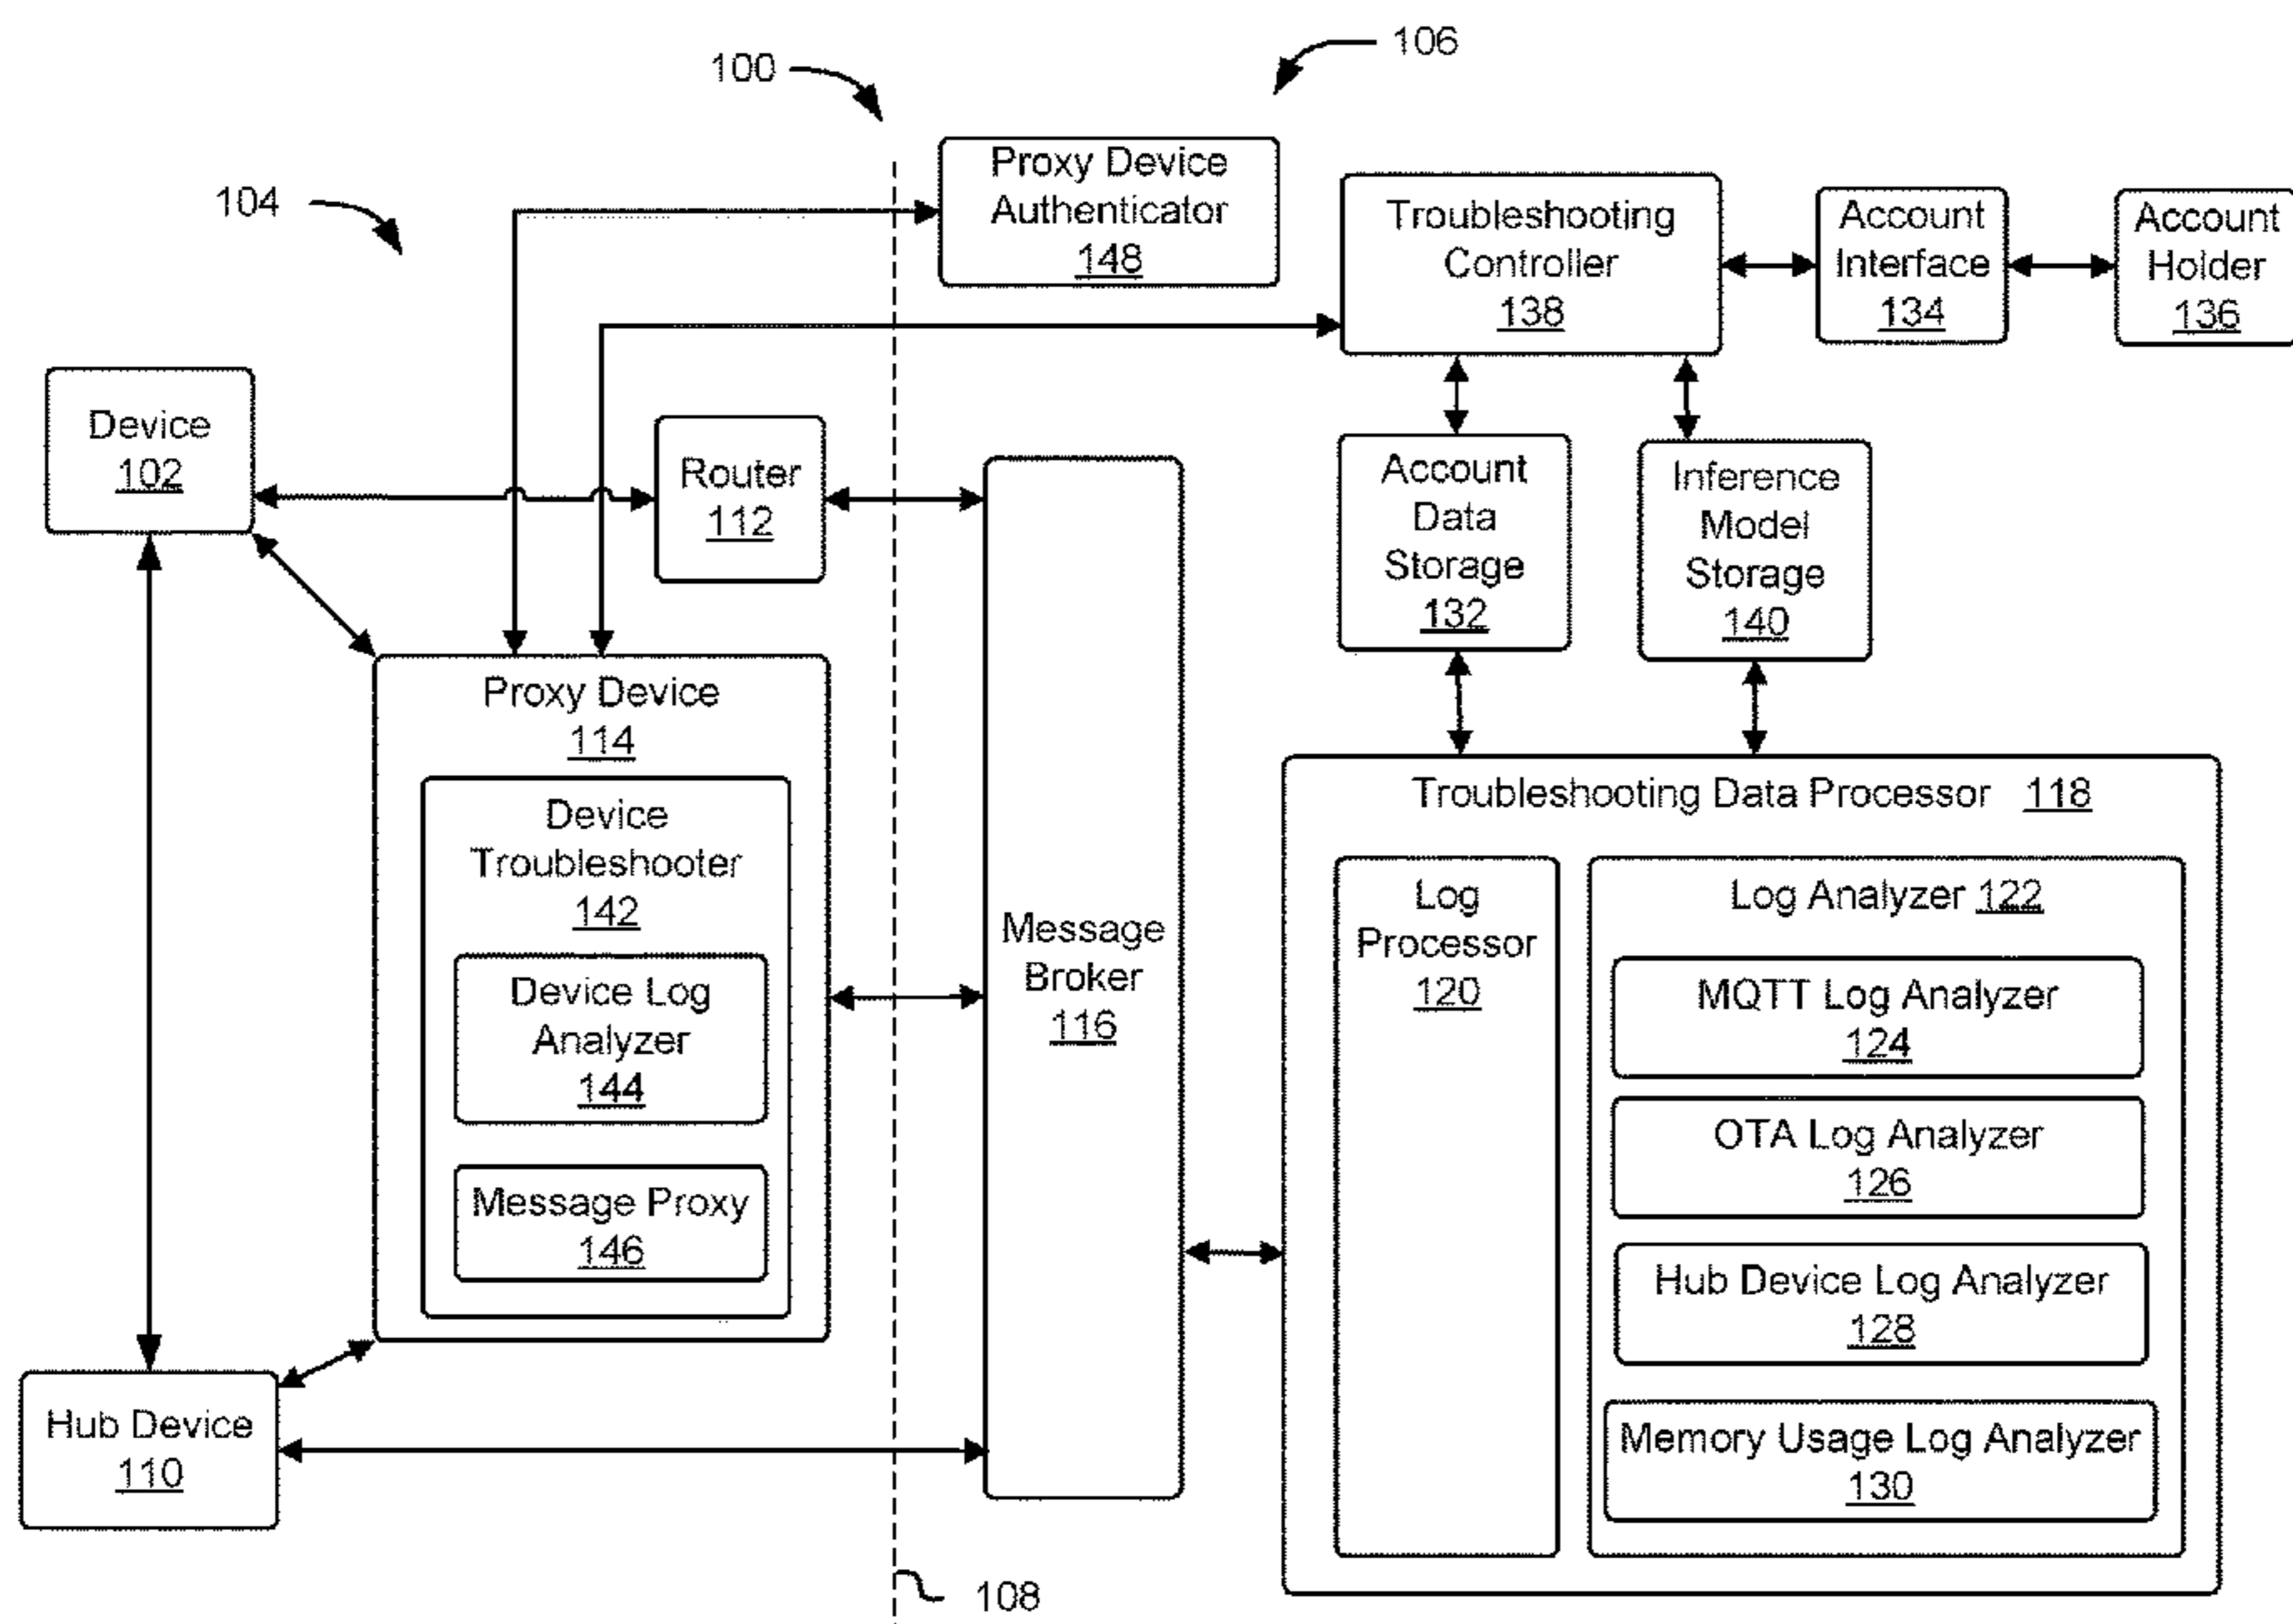 106
100
104
Proxy Device
Authenticator
148
Troubleshooting
Controller
138
Account
Interface
134
Account
Holder
136
Device
102
Router
112
Account
Data
Storage
132
Inference
Model
Storage
140
Proxy Device
114
Device
Troubleshooter
142
Device Log
Analyzer
144
Message Proxy
146
Message
Broker
116
Troubleshooting Data Processor 118
Log
Processor
120
Log Analyzer 122
MQTT Log Analyzer
124
OTA Log Analyzer
126
Hub Device Log Analyzer
128
Memory Usage Log Analyzer
130
Hub Device
110
108